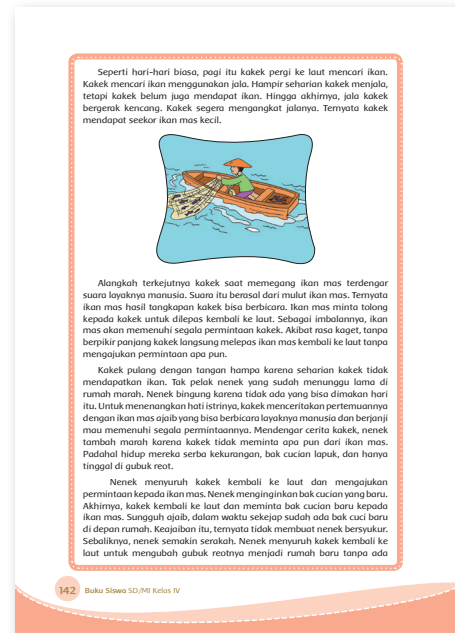 Seperti hari-hari biasa, pagi itu kakek pergi ke laut mencari ikan.
Kakek mencari ikan menggunakan jala. Hampir seharian kakek menjala,
tetapi kakek belum juga mendapat ikan. Hingga akhirnya, jala kakek
bergerak kencang. Kakek segera mengangkat jalanya. Ternyata kakek
mendapat seekor ikan mas kecil.
Alangkah terkejutnya kakek saat memegang ikan mas terdengar
suara layaknya manusia. Suara itu berasal dari mulut ikan mas. Ternyata
ikan mas hasil tangkapan kakek bisa berbicara. Ikan mas minta tolong
kepada kakek untuk dilepas kembali ke laut. Sebagai imbalannya, ikan
mas akan memenuhi segala permintaan kakek. Akibat rasa kaget, tanpa
berpikir panjang kakek langsung melepas ikan mas kembali ke laut tanpa
mengajukan permintaan apa pun.
Kakek pulang dengan tangan hampa karena seharian kakek tidak
mendapatkan ikan. Tak pelak nenek yang sudah menunggu lama di
rumah marah. Nenek bingung karena tidak ada yang bisa dimakan hari
itu. Untuk menenangkan hati istrinya, kakek menceritakan pertemuannya
dengan ikan mas ajaib yang bisa berbicara layaknya manusia dan berjanji
mau memenuhi segala permintaannya. Mendengar cerita kakek, nenek
tambah marah karena kakek tidak meminta apa pun dari ikan mas.
Padahal hidup mereka serba kekurangan, bak cucian lapuk, dan hanya
tinggal di gubuk reot.
Nenek menyuruh kakek kembali ke laut dan mengajukan
permintaan kepada ikan mas. Nenek menginginkan bak cucian yang baru.
Akhirnya, kakek kembali ke laut dan meminta bak cucian baru kepada
ikan mas. Sungguh ajaib, dalam waktu sekejap sudah ada bak cuci baru
di depan rumah. Keajaiban itu, ternyata tidak membuat nenek bersyukur.
Sebaliknya, nenek semakin serakah. Nenek menyuruh kakek kembali ke
laut untuk mengubah gubuk reotnya menjadi rumah baru tanpa ada
142 Buku Siswa SD/MI Kelas IV